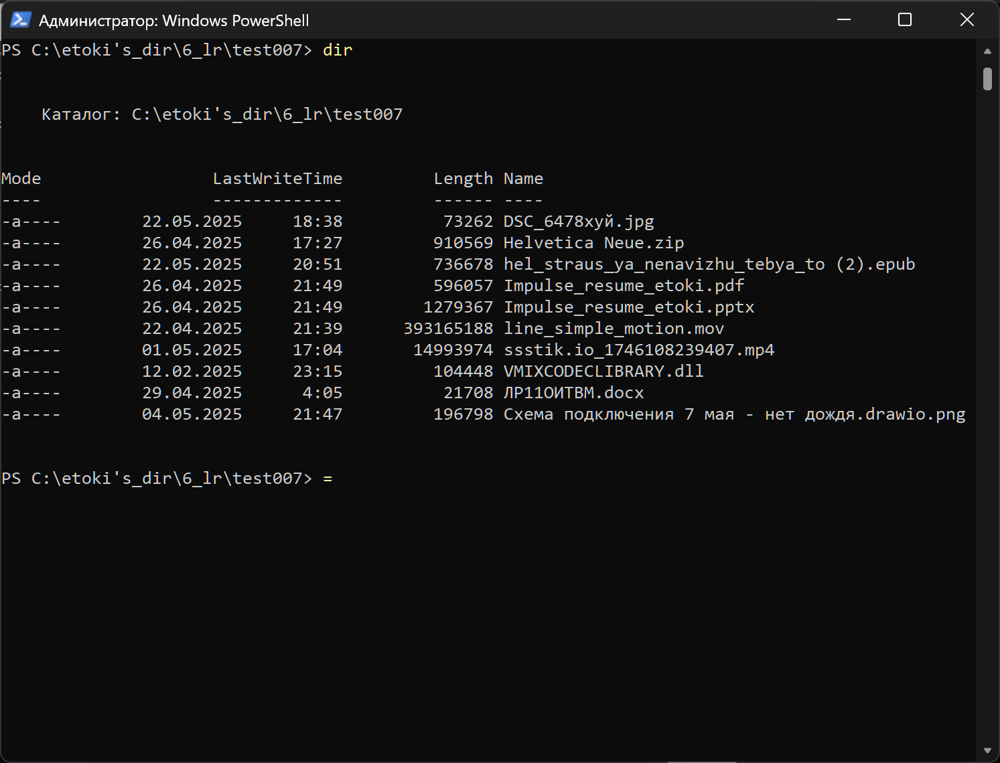 Администратор: Windows PowerShell
PS C:\etoki's_dir\6_lr\test007> dir
Каталог: C:\etoki's_dir\6_lr\test007
Mode                 LastWriteTime         Length Name
----                 -------------         ------ ----
-a----        22.05.2025     18:38          73262 DSC_6478хуй.jpg
-a----        26.04.2025     17:27         910569 Helvetica Neue.zip
-a----        22.05.2025     20:51         736678 hel_straus_ya_nenavizhu_tebya_to (2).epub
-a----        26.04.2025     21:49         596057 Impulse_resume_etoki.pdf
-a----        26.04.2025     21:49        1279367 Impulse_resume_etoki.pptx
-a----        22.04.2025     21:39      393165188 line_simple_motion.mov
-a----        01.05.2025     17:04       14993974 ssstik.io_1746108239407.mp4
-a----        12.02.2025     23:15         104448 VMIXCODECLIBRARY.dll
-a----        29.04.2025      4:05          21708 ЛР11ОИТВМ.docx
-a----        04.05.2025     21:47         196798 Схема подключения 7 мая - нет дождя.drawio.png
PS C:\etoki's_dir\6_lr\test007> =